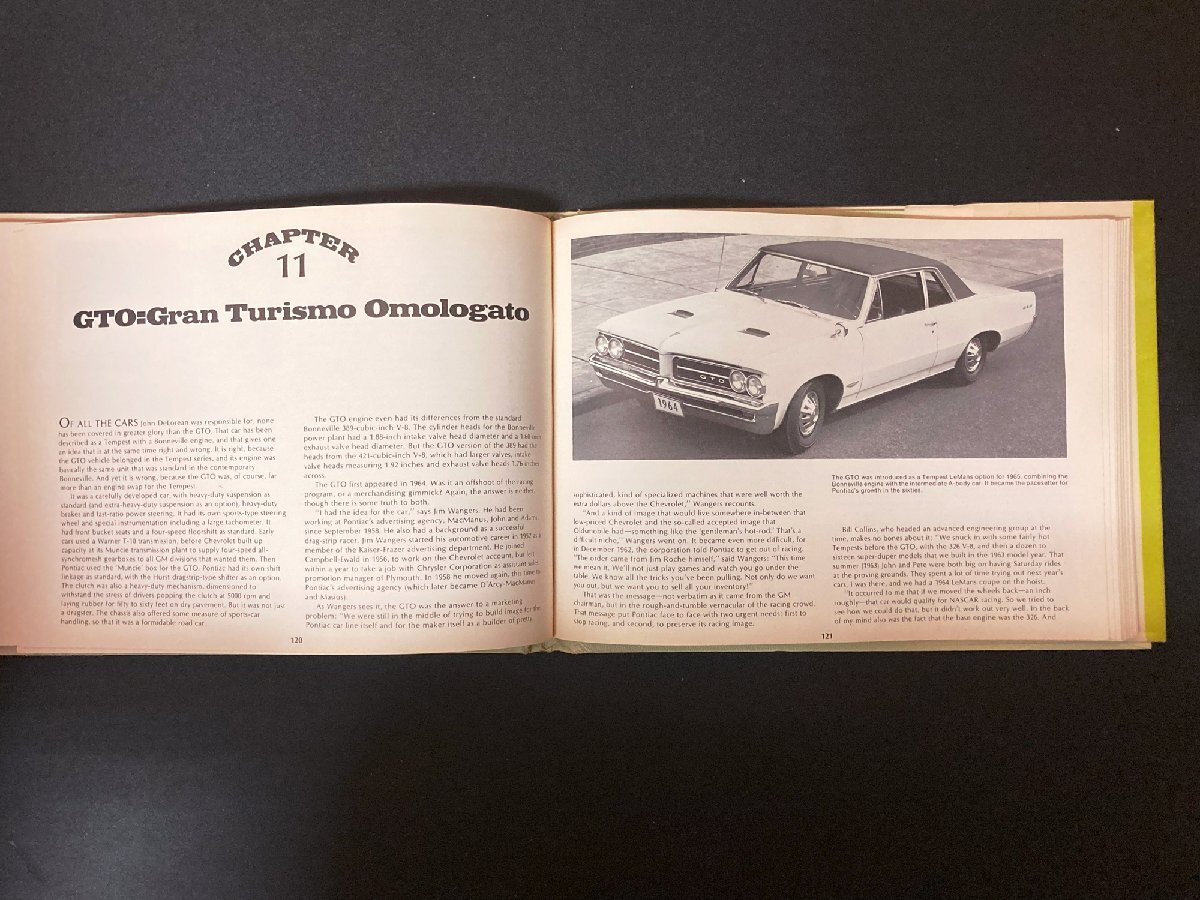 CHAPTER
11
GTO=Gran Turismo Omologato
OF ALL THE CARS John DeLorean was responsible for, none
has been covered in greater glory than the GTO. That car has been
described as a Tempest with a Bonneville engine, and that gives one
an idea that is at the same time right and wrong. It is right, because
the GTO vehicle belonged in the Tempest series, and its engine was
basically the same unit that was standard in the contemporary
Bonneville. And yet it is wrong, because the GTO was, of course, far
more than an engine swap for the Tempest.
It was a carefully developed car, with heavy-duty suspension as
standard (and extra-heavy-duty suspension as an option), heavy-duty
brakes and fast-ratio power steering. It had its own sports-type steering
wheel and special instrumentation including a large tachometer. It
had front bucket seats and a four-speed floorshift as standard. Early
cars used a Warner T-10 transmission, before Chevrolet built up
capacity at its Muncie transmission plant to supply four-speed all-
synchromesh gearboxes to all GM divisions that wanted them. Then
Pontiac used the 'Muncie' box for the GTO. Pontiac had its own shift
linkage as standard, with the Hurst dragstrip-type shifter as an option.
The clutch was also a heavy-duty mechanism, dimensioned to
withstand the stress of drivers popping the clutch at 5000 rpm and
laying rubber for fifty to sixty feet on dry pavement. But it was not just
a dragster. The chassis also offered some measure of sports-car
handling, so that it was a formidable road car.
The GTO engine even had its differences from the standard
Bonneville 389-cubic-inch V-8. The cylinder heads for the Bonneville
power plant had a 1.88-inch intake valve head diameter and a 1.60-inch
exhaust valve head diameter. But the GTO version of the 389 had the
heads from the 421-cubic-inch V-8, which had larger valves, intake
valve heads measuring 1.92 inches and exhaust valve heads 1.76 inches
across.
The GTO first appeared in 1964. Was it an offshoot of the racing
program, or a merchandising gimmick? Again, the answer is neither,
though there is some truth to both.
"I had the idea for the car," says Jim Wangers. He had been
working at Pontiac's advertising agency, MacManus, John and Adams
since September 1958. He also had a background as a successful
drag-strip racer. Jim Wangers started his automotive career in 1952 as a
member of the Kaiser-Frazer advertising department. He joined
Campbell-Ewald in 1956, to work on the Chevrolet account, but left
within a year to take a job with Chrysler Corporation as assistant sales
promotion manager of Plymouth. In 1958 he moved again, this time to
Pontiac's advertising agency (which later became D'Arcy-MacManus
and Masius).
As Wangers sees it, the GTO was the answer to a marketing
problem: "We were still in the middle of trying to build image for the
Pontiac car line itself and for the maker itself as a builder of pretty
120
GTO
1964
The GTO was introduced as a Tempest LeMans option for 1965, combining the
Bonneville engine with the intermediate A-body car. It became the pacesetter for
Pontiac's growth in the sixties.
sophisticated, kind of specialized machines that were well worth the
extra dollars above the Chevrolet," Wangers recounts.
"And a kind of image that would live somewhere in-between that
low-priced Chevrolet and the so-called accepted image that
Oldsmobile had—something like the 'gentleman's hot-rod.' That's a
difficult niche," Wangers went on. It became even more difficult, for
in December 1962, the corporation told Pontiac to get out of racing.
"The order came from Jim Roche himself," said Wangers: "This time
we mean it. We'll not just play games and watch you go under the
table. We know all the tricks you've been pulling. Not only do we want
you out, but we want you to sell all your inventory!"
That was the message—not verbatim as it came from the GM
chairman, but in the rough-and-tumble vernacular of the racing crowd.
That message put Pontiac face to face with two urgent needs: first to
stop racing, and second, to preserve its racing image.
Bill Collins, who headed an advanced engineering group at the
time, makes no bones about it: "We snuck in with some fairly hot
Tempests before the GTO, with the 326 V-8, and then a dozen to
sixteen super-duper models that we built in the 1963 model year. That
summer (1963) John and Pete were both big on having Saturday rides
at the proving grounds. They spent a lot of time trying out next year's
cars. I was there, and we had a 1964 LeMans coupe on the hoist.
"It occurred to me that if we moved the wheels back—an inch
roughly—that car would qualify for NASCAR racing. So we tried to
see how we could do that, but it didn't work out very well. In the back
of my mind also was the fact that the base engine was the 326. And
121